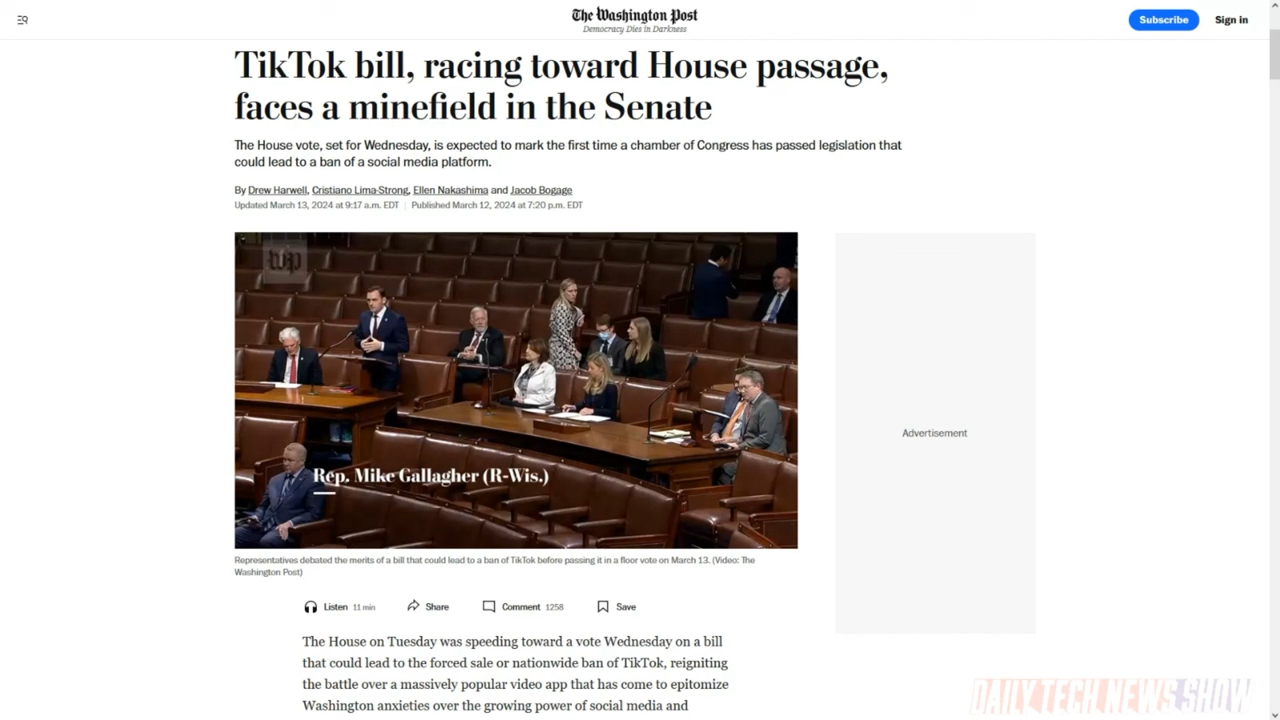 The Washington Post
Democracy Dies in Darkness
Subscribe
Sign in
TikTok bill, racing toward House passage,
faces a minefield in the Senate
The House vote, set for Wednesday, is expected to mark the first time a chamber of Congress has passed legislation that
could lead to a ban of a social media platform.
By Drew Harwell, Cristiano Lima-Strong, Ellen Nakashima and Jacob Bogage
Updated March 13, 2024 at 9:17 a.m. EDT | Published March 12, 2024 at 7:20 p.m. EDT
wp
Rep. Mike Gallagher (R-Wis.)
Advertisement
Representatives debated the merits of a bill that could lead to a ban of TikTok before passing it in a floor vote on March 13. (Video: The
Washington Post)
Listen 11 min
Share
Comment 1258
Save
The House on Tuesday was speeding toward a vote Wednesday on a bill
that could lead to the forced sale or nationwide ban of TikTok, reigniting
the battle over a massively popular video app that has come to epitomize
Washington anxieties over the growing power of social media and
DAILY TECH NEWS SHOW